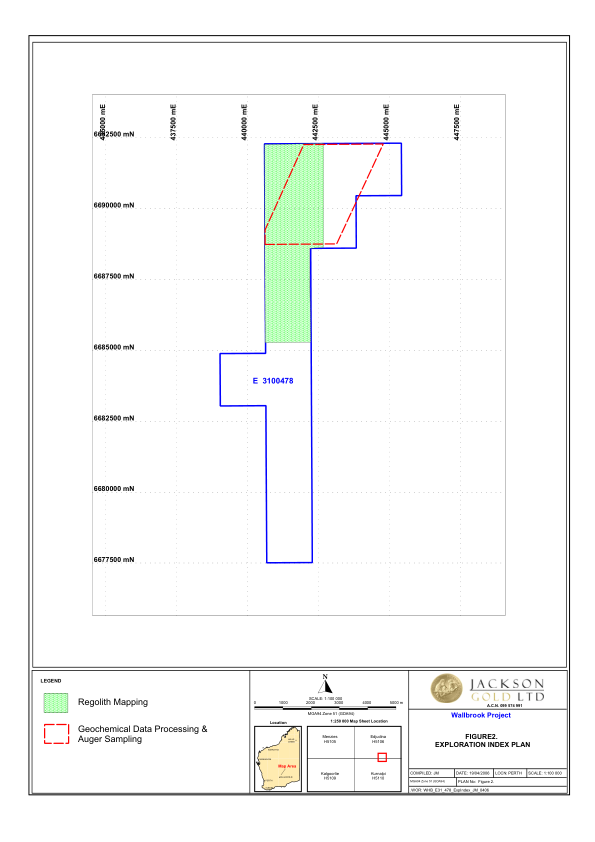 435000 mE
437500 mE
440000 mE
442500 mE
445000 mE
447500 mE
6692500 mN
6690000 mN
6687500 mN
6685000 mN
E 3100478
6682500 mN
6680000 mN
6677500 mN
LEGEND
Regolith Mapping
Geochemical Data Processing &
Auger Sampling
N
SCALE: 1:100 000
0 1000 2000 3000 4000 5000 m
MGA94 Zone 51 (GDA94)
Location
Map Area
1:250 000 Map Sheet Location
Menzies
SH5105
Edjudina
SH5106
Kalgoorlie
SH5109
Kurnalpi
SH5110
JACKSON
GOLD LTD
A.C.N. 095 574 991
Wallbrook Project
FIGURE2.
EXPLORATION INDEX PLAN
COMPILED: JM
DATE: 19/04/2006
LOCN: PERTH
SCALE: 1:100 000
MGA94 Zone 51 (GDA94)
PLAN No: Figure 2